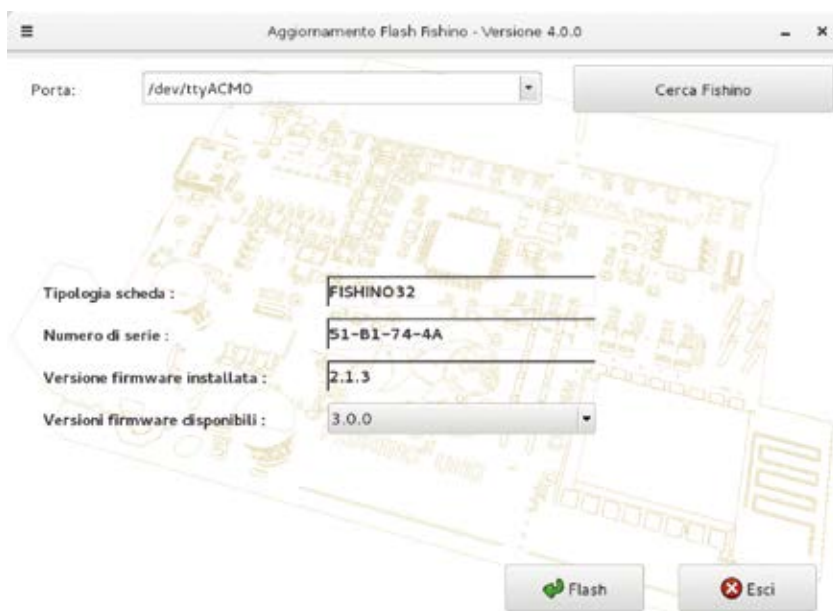 Aggiornamento Flash Fishino - Versione 4.0.0
Porta: /dev/ttyACM0 Cerca Fishino
Tipologia scheda : FISHINO32
Numero di serie : 51-B1-74-4A
Versione firmware installata : 2.1.3
Versioni firmware disponibili : 3.0.0
Flash Esci